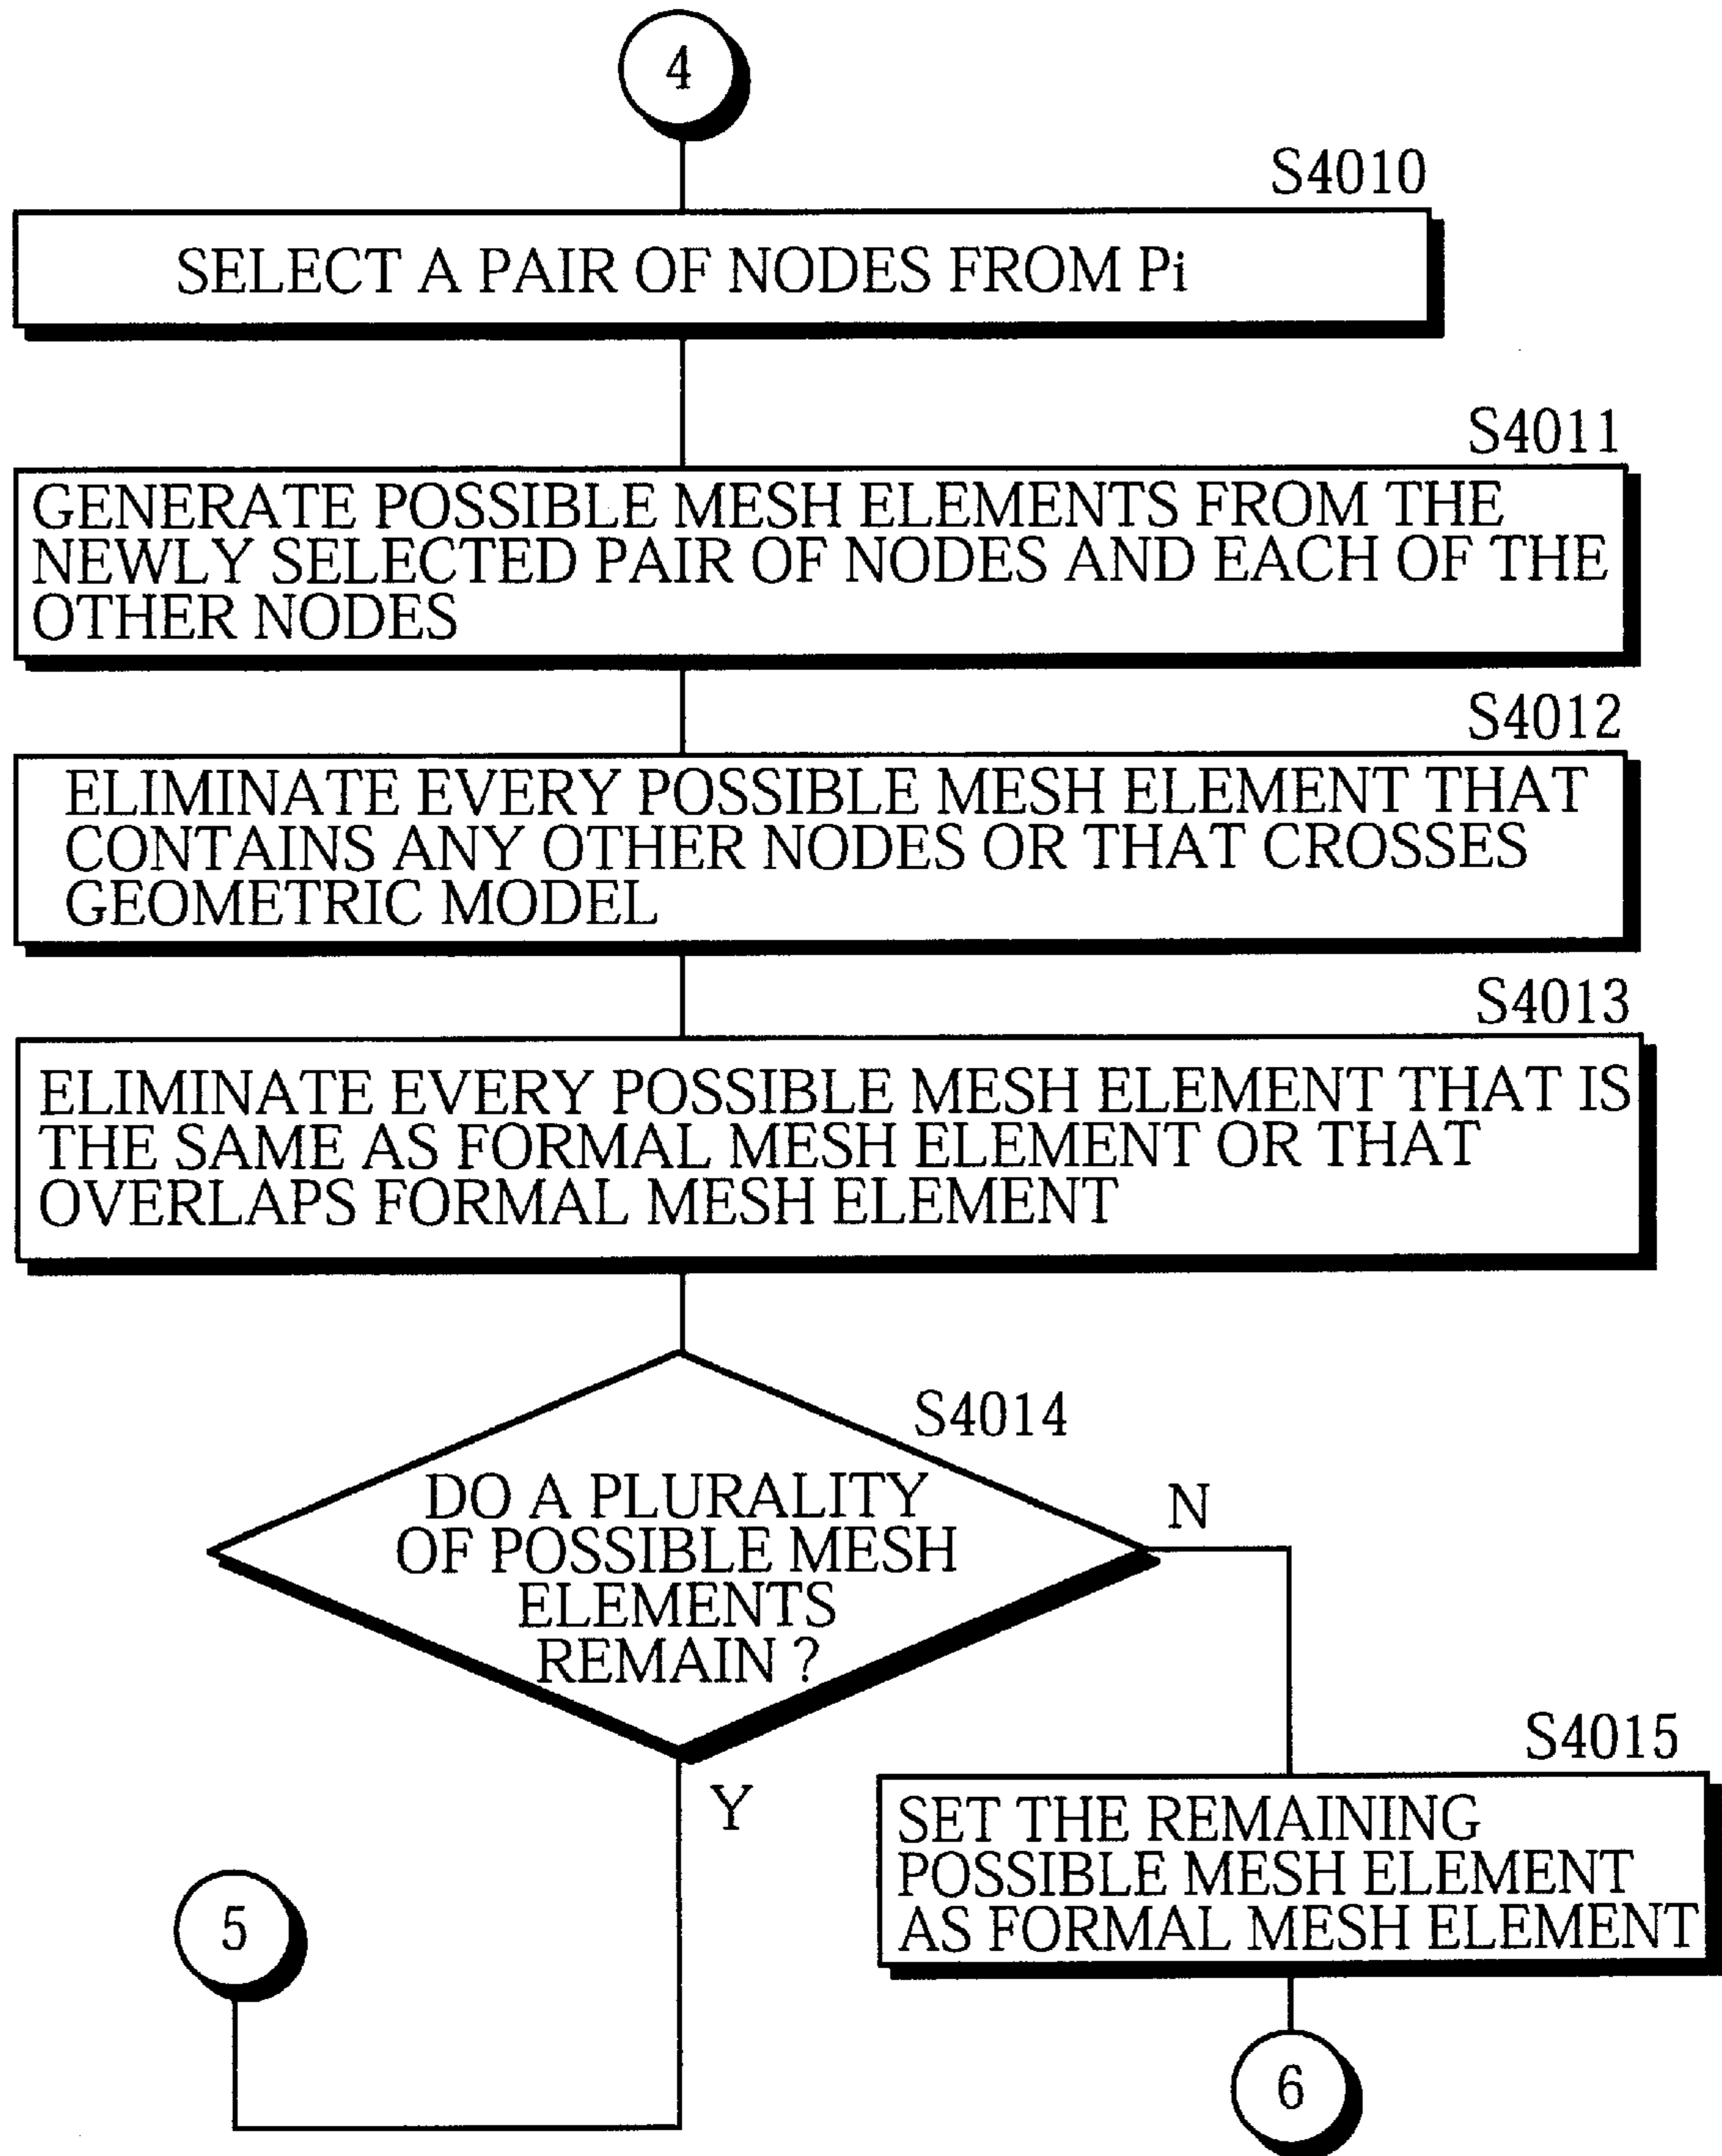 4
S4010
SELECT A PAIR OF NODES FROM Pi
S4011
GENERATE POSSIBLE MESH ELEMENTS FROM THE
NEWLY SELECTED PAIR OF NODES AND EACH OF THE
OTHER NODES
S4012
ELIMINATE EVERY POSSIBLE MESH ELEMENT THAT
CONTAINS ANY OTHER NODES OR THAT CROSSES
GEOMETRIC MODEL
S4013
ELIMINATE EVERY POSSIBLE MESH ELEMENT THAT IS
THE SAME AS FORMAL MESH ELEMENT OR THAT
OVERLAPS FORMAL MESH ELEMENT
S4014
DO A PLURALITY
OF POSSIBLE MESH
ELEMENTS
REMAIN ?
N
Y
S4015
SET THE REMAINING
POSSIBLE MESH ELEMENT
AS FORMAL MESH ELEMENT
5
6